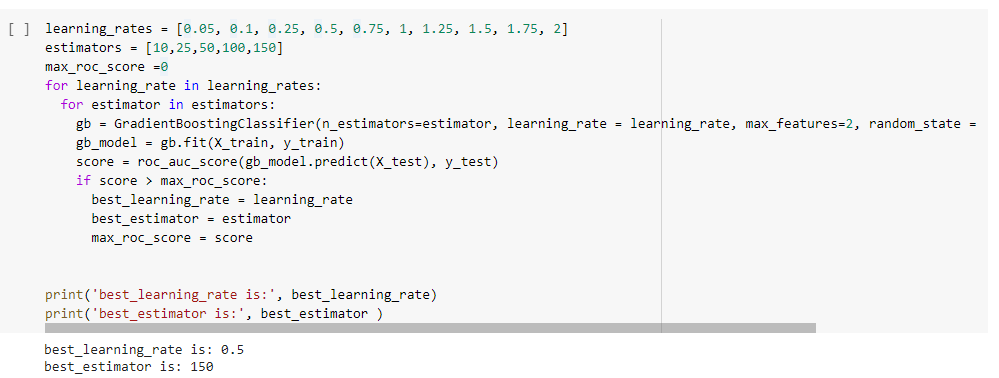 [ ] learning_rates = [0.05, 0.1, 0.25, 0.5, 0.75, 1, 1.25, 1.5, 1.75, 2]
estimators = [10,25,50,100,150]
max_roc_score =0
for learning_rate in learning_rates:
  for estimator in estimators:
    gb = GradientBoostingClassifier(n_estimators=estimator, learning_rate = learning_rate, max_features=2, random_state =
    gb_model = gb.fit(X_train, y_train)
    score = roc_auc_score(gb_model.predict(X_test), y_test)
    if score > max_roc_score:
      best_learning_rate = learning_rate
      best_estimator = estimator
      max_roc_score = score
print('best_learning_rate is:', best_learning_rate)
print('best_estimator is:', best_estimator )
best_learning_rate is: 0.5
best_estimator is: 150